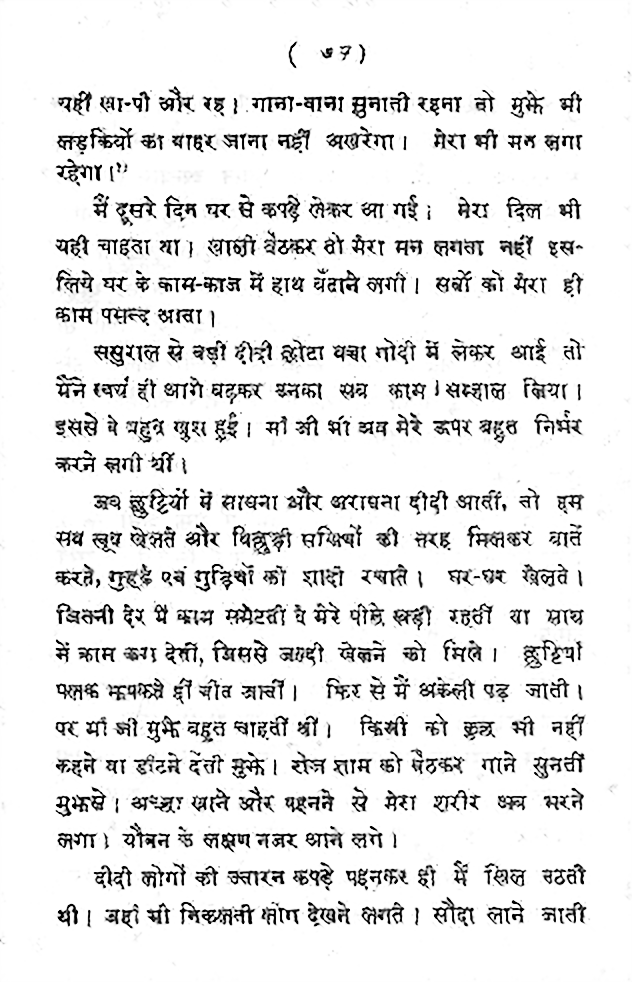 ( ७७ )
यहीं खा-पी और रह। गाना-वाना सुनाती रहना तो मुझे भी
लड़कियों का बाहर जाना नहीं अखरेगा। मेरा भी मन लगा
रहेगा।"
मैं दूसरे दिन घर से कपड़े लेकर आ गई। मेरा दिल भी
यही चाहता था। खाली बैठकर तो मेरा मन लगता नहीं इस-
लिये घर के काम-काज में हाथ बँटाने लगी। सबों को मेरा ही
काम पसन्द आता।
ससुराल से बड़ी दीदी छोटा बच्चा गोदी में लेकर आई तो
मैंने स्वयं ही आगे बढ़कर उनका सब काम सम्हाल लिया।
इससे वे बहुत खुश हुई। माँ जी भी अब मेरे ऊपर बहुत निर्भर
करने लगी थीं।
जब छुट्टियों में साधना और अराधना दीदी आतीं, तो हम
सब खूब खेलते और बिछुड़ी सखियों की तरह मिलकर बातें
करते, गुड्डे एवं गुड़ियों की शादी रचाते। घर-घर खेलते।
जितनी देर में काम समेटती वे मेरे पीछे खड़ी रहतीं या साथ
में काम करा देतीं, जिससे जल्दी खेलने को मिले। छुट्टियाँ
पलक झपकते ही बीत जातीं। फिर से मैं अकेली पड़ जाती।
पर माँ जी मुझे बहुत चाहतीं थीं। किसी को कुछ भी नहीं
कहने या डाँटने देतीं मुझे। रोज शाम को बैठकर गाने सुनतीं
मुझसे। अच्छा खाने और पहनने से मेरा शरीर अब भरने
लगा। यौवन के लक्षण नजर आने लगे।
दीदी लोगों की उतारन कपड़े पहनकर ही मैं खिल उठती
थी। जहाँ भी निकलती लोग देखने लगते। सौदा लाने जाती